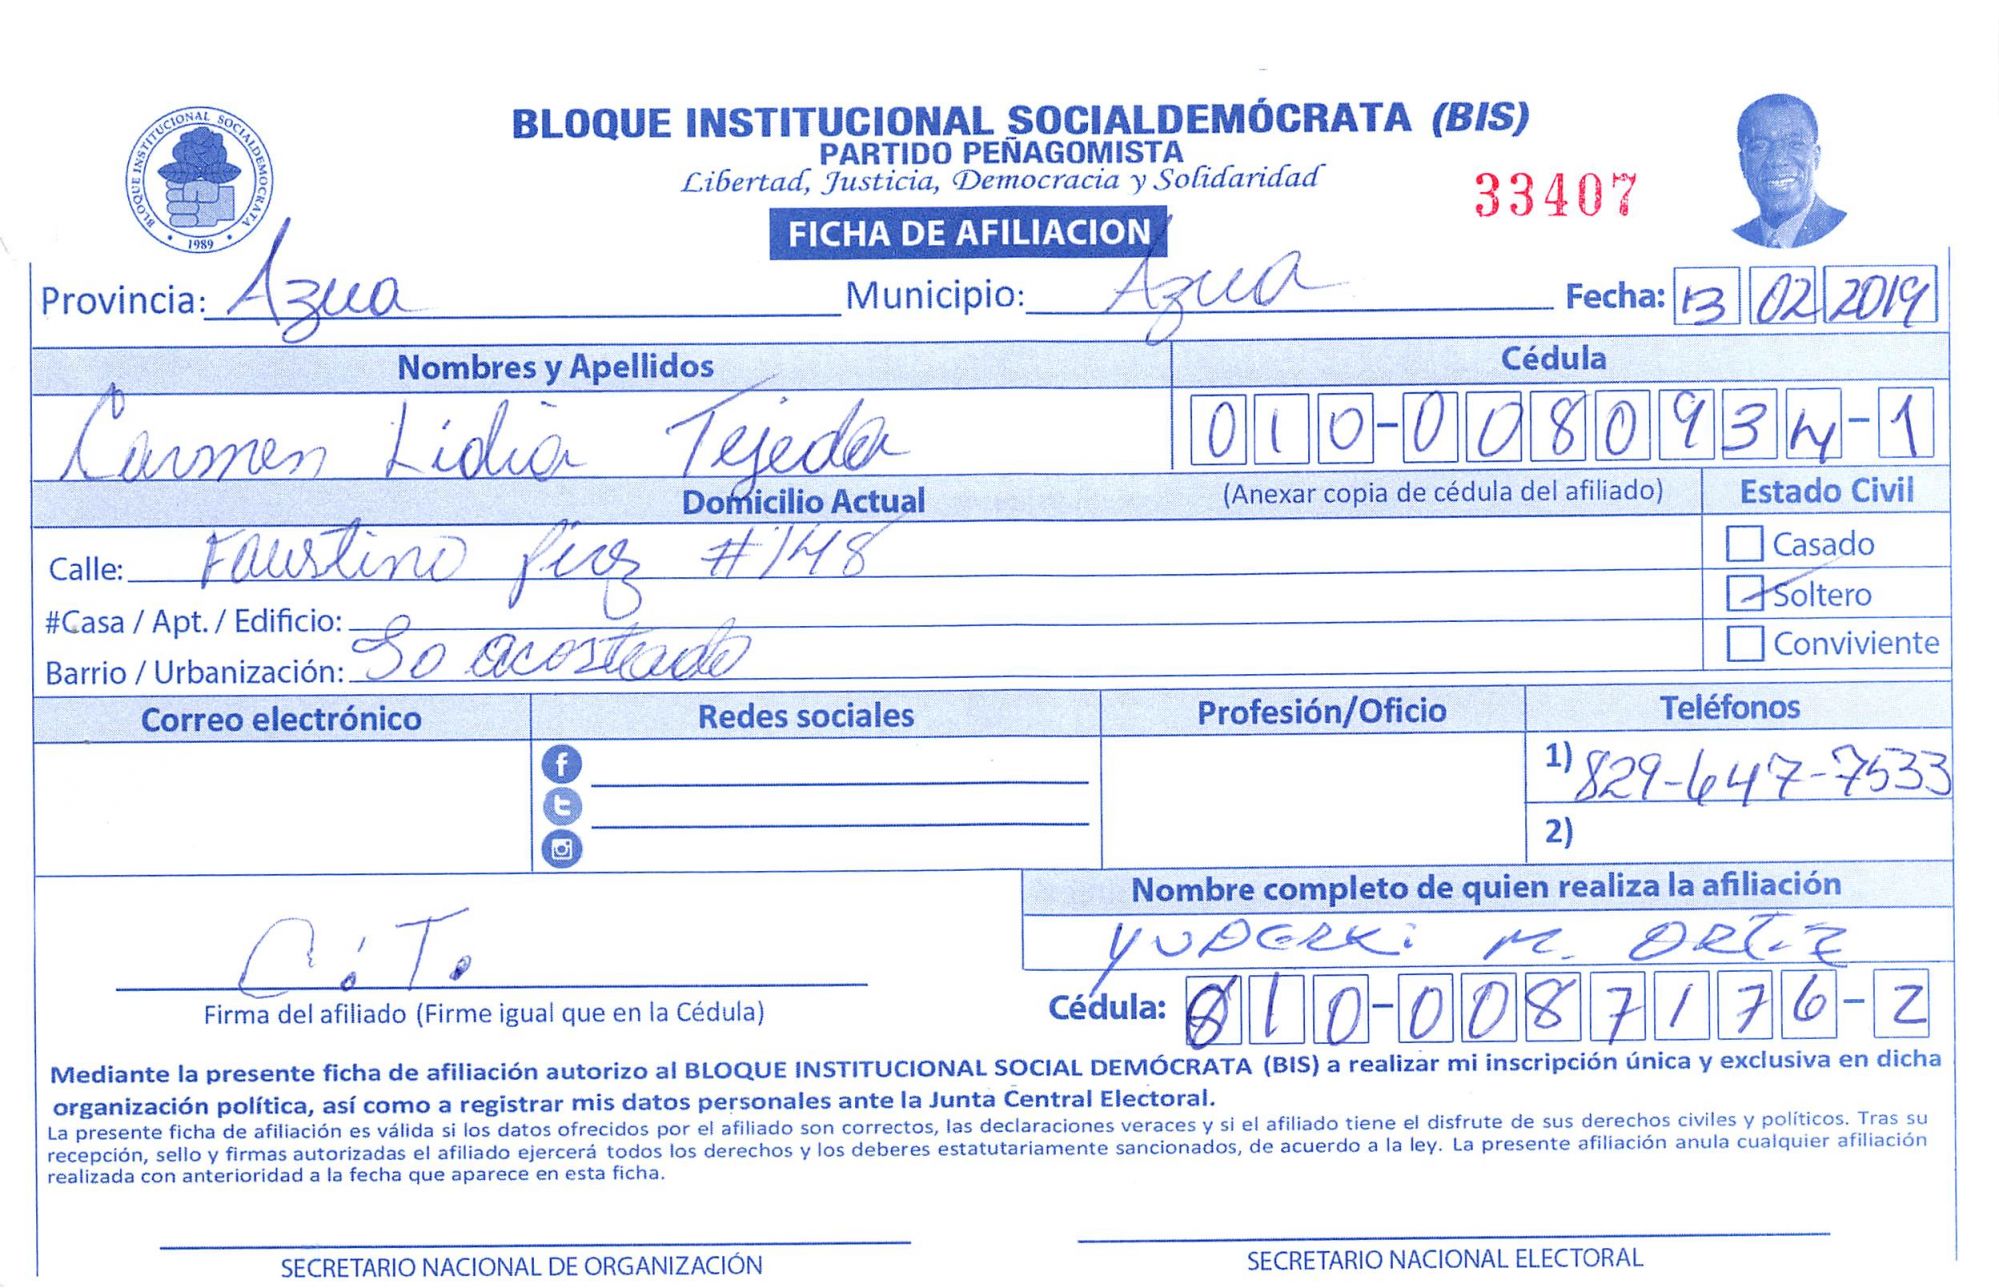 BLOQUE INSTITUCIONAL SOCIALDEMÓCRATA (BIS)
PARTIDO PEÑAGOMISTA
Libertad, Justicia, Democracia y Solidaridad
33407
BLOQUE INSTITUCIONAL SOCIALDEMOCRATA
1989
FICHA DE AFILIACION
Provincia: Azua Municipio: Azua Fecha: 13 02 2019
Nombres y Apellidos Cédula
Carmen Lidia Tejeda 010-0080934-1
Domicilio Actual (Anexar copia de cédula del afiliado) Estado Civil
Calle: Faustino #148 Casado
#Casa / Apt. / Edificio: Soltero
Barrio / Urbanización: Conviviente
Correo electrónico Redes sociales Profesión/Oficio Teléfonos
1) 829-647-7533
2)
Nombre completo de quien realiza la afiliación
YUDERKi M. ORTiZ
C. T.
Firma del afiliado (Firme igual que en la Cédula) Cédula: 010-0087176-2
Mediante la presente ficha de afiliación autorizo al BLOQUE INSTITUCIONAL SOCIAL DEMÓCRATA (BIS) a realizar mi inscripción única y exclusiva en dicha
organización política, así como a registrar mis datos personales ante la Junta Central Electoral.
La presente ficha de afiliación es válida si los datos ofrecidos por el afiliado son correctos, las declaraciones veraces y si el afiliado tiene el disfrute de sus derechos civiles y políticos. Tras su
recepción, sello y firmas autorizadas el afiliado ejercerá todos los derechos y los deberes estatutariamente sancionados, de acuerdo a la ley. La presente afiliación anula cualquier afiliación
realizada con anterioridad a la fecha que aparece en esta ficha.
SECRETARIO NACIONAL DE ORGANIZACIÓN SECRETARIO NACIONAL ELECTORAL